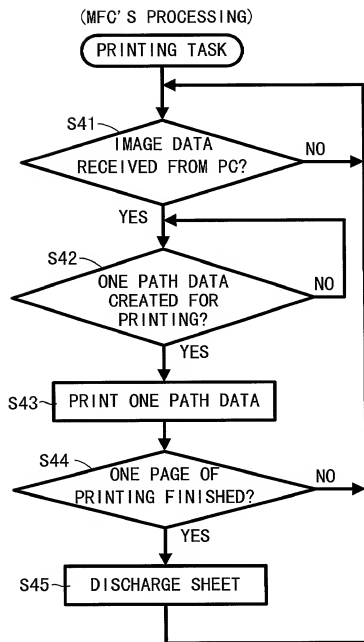 (MFC'S PROCESSING)
PRINTING TASK
S41
IMAGE DATA
RECEIVED FROM PC?
NO
YES
S42
ONE PATH DATA
CREATED FOR
PRINTING?
NO
YES
S43
PRINT ONE PATH DATA
S44
ONE PAGE OF
PRINTING FINISHED?
NO
YES
S45
DISCHARGE SHEET